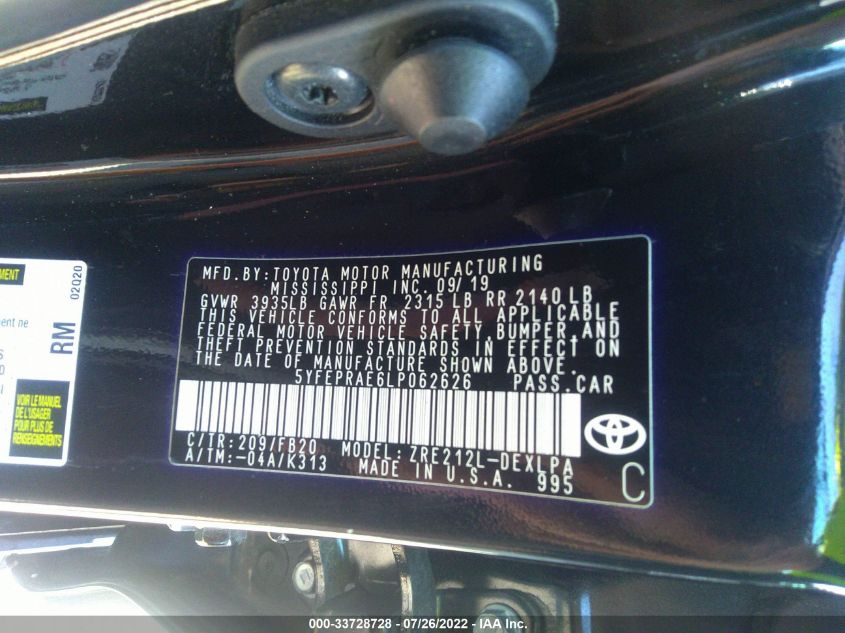 MFD. BY: TOYOTA MOTOR MANUFACTURING
MISSISSIPPI INC. 09/19
GVWR 3935LB GAWR FR 2315 LB RR 2140 LB
THIS VEHICLE CONFORMS TO ALL APPLICABLE
FEDERAL MOTOR VEHICLE SAFETY, BUMPER, AND
THEFT PREVENTION STANDARDS IN EFFECT ON
THE DATE OF MANUFACTURE SHOWN ABOVE.
5YFEPRAE6LP062626 PASS. CAR
C/TR: 209/FB20 MODEL: ZRE212L-DEXLPA
A/TM: -04A/K313 MADE IN U.S.A. 995
C
02Q20
RM
ment ne
VOIR LE MANUEL
DE L'USAGER
POUR PLUS DE
RENSEIGNEMENTS
000-33728728 - 07/26/2022 - IAA Inc.